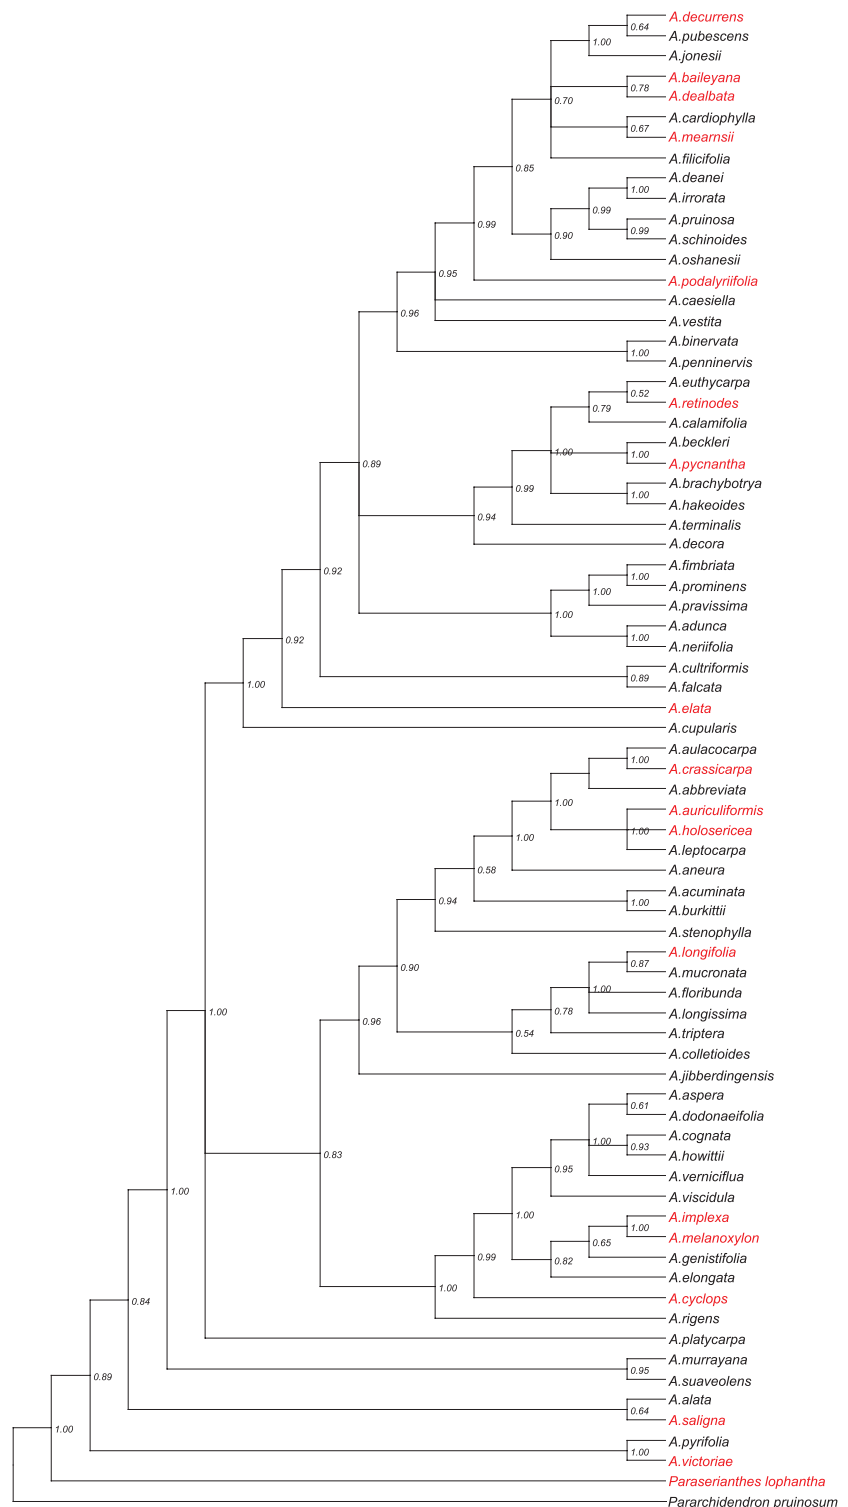 A.decurrens
0.64
A.pubescens
1.00
A.jonesii
A.baileyana
0.78
A.dealbata
0.70
A.cardiophylla
0.67
A.mearnsii
A.filicifolia
0.85
A.deanei
1.00
A.irrorata
0.99
A.pruinosa
0.99
A.schinoides
0.99
0.90
A.oshanesii
0.95
A.podalyriifolia
A.caesiella
0.96
A.vestita
A.binervata
1.00
A.penninervis
A.euthycarpa
0.52
A.retinodes
0.79
A.calamifolia
A.beckleri
1.00
1.00
A.pycnantha
0.89
A.brachybotrya
0.99
1.00
A.hakeoides
0.94
A.terminalis
A.decora
A.fimbriata
0.92
1.00
A.prominens
1.00
A.pravissima
1.00
A.adunca
0.92
1.00
A.neriifolia
A.cultriformis
1.00
0.89
A.falcata
A.elata
A.cupularis
A.aulacocarpa
1.00
A.crassicarpa
A.abbreviata
1.00
A.auriculiformis
1.00
1.00
A.holosericea
A.leptocarpa
0.58
A.aneura
A.acuminata
0.94
1.00
A.burkittii
A.stenophylla
A.longifolia
0.90
0.87
A.mucronata
1.00
A.floribunda
1.00
0.78
A.longissima
0.96
0.54
A.triptera
A.colletioides
A.jibberdingensis
A.aspera
0.61
A.dodonaeifolia
A.cognata
1.00
0.93
A.howittii
0.83
0.95
A.verniciflua
1.00
A.viscidula
1.00
A.implexa
1.00
A.melanoxylon
0.65
0.99
0.82
A.genistifolia
A.elongata
1.00
A.cyclops
0.84
A.rigens
A.platycarpa
A.murrayana
0.95
0.89
A.suaveolens
A.alata
0.64
A.saligna
1.00
A.pyrifolia
1.00
A.victoriae
Paraserianthes lophantha
Pararchidendron pruinosum